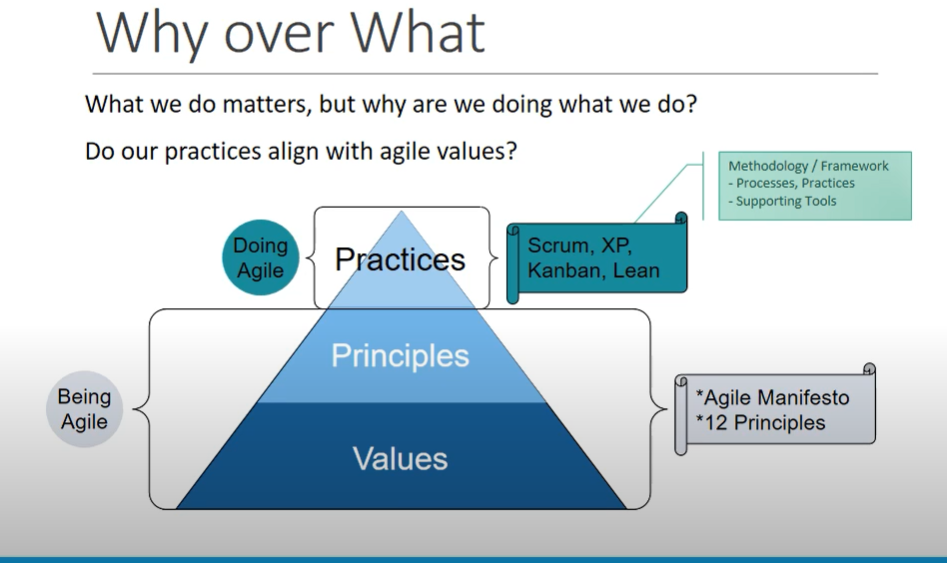 Why over What
What we do matters, but why are we doing what we do?
Do our practices align with agile values?
Methodology / Framework
- Processes, Practices
- Supporting Tools
Doing
Agile
Practices
Scrum, XP,
Kanban, Lean
Principles
Being
Agile
*Agile Manifesto
*12 Principles
Values